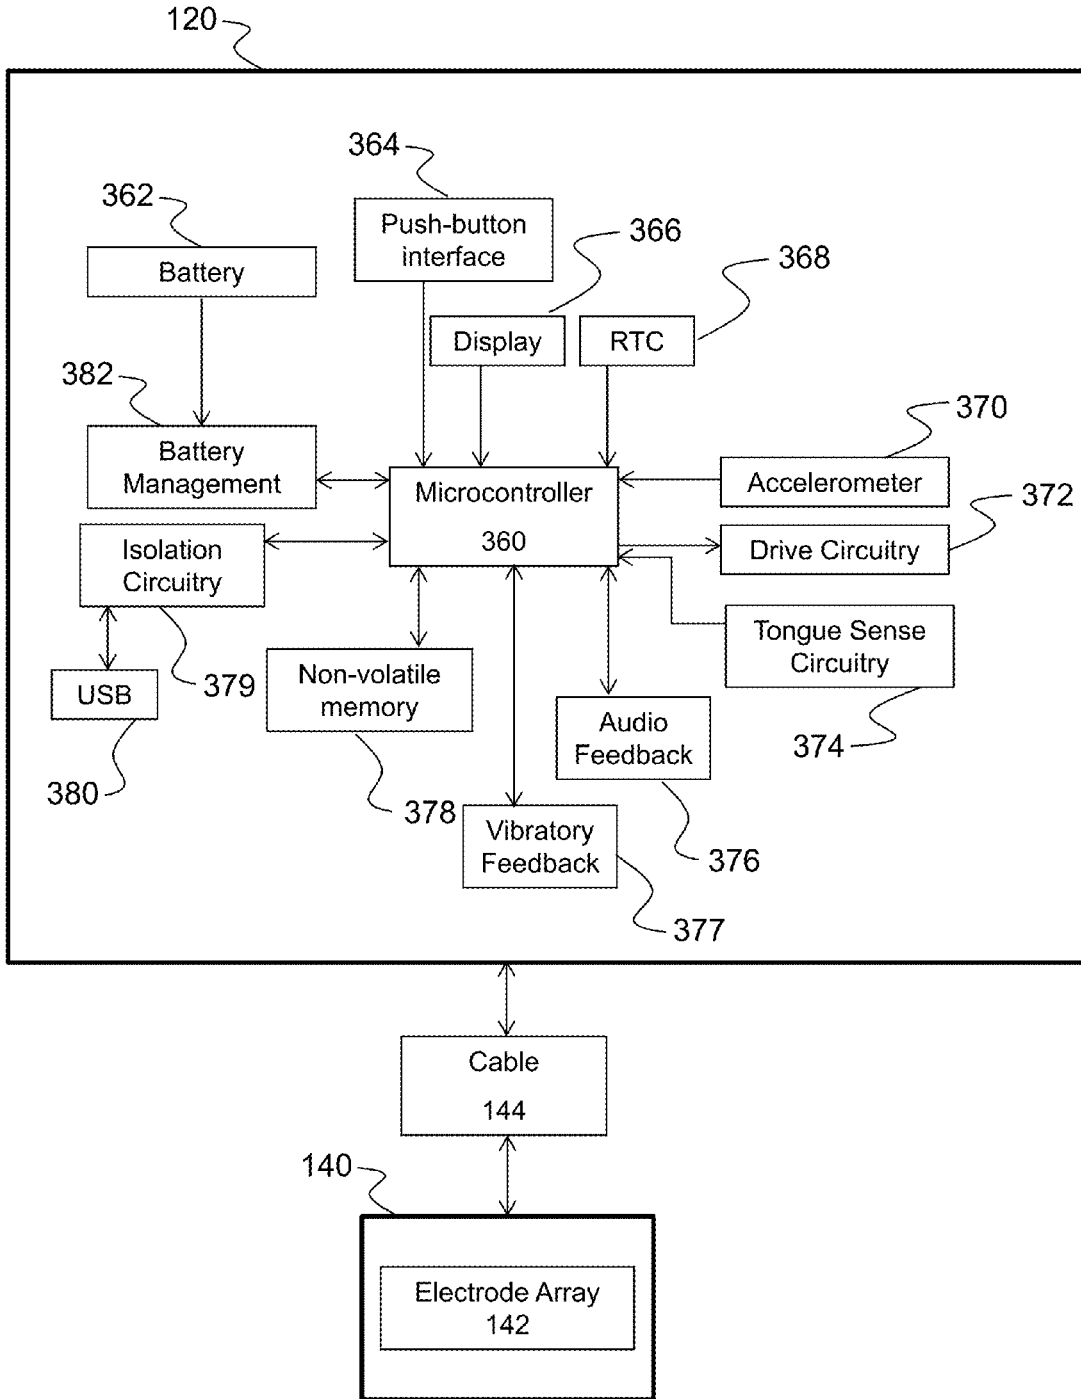 120
364
Push-button
interface
362
Battery
366
368
Display
RTC
382
Battery
Management
370
Accelerometer
Microcontroller
360
372
Drive Circuitry
Isolation
Circuitry
Tongue Sense
Circuitry
379
USB
Non-volatile
memory
374
Audio
Feedback
380
378
Vibratory
Feedback
376
377
Cable
144
140
Electrode Array
142